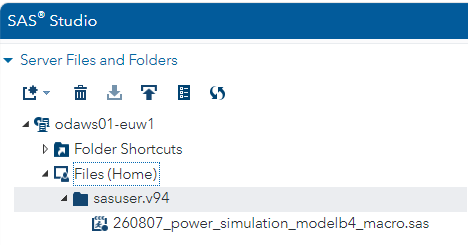 SAS® Studio
Server Files and Folders
odaws01-euw1
Folder Shortcuts
Files (Home)
sasuser.v94
260807_power_simulation_modelb4_macro.sas